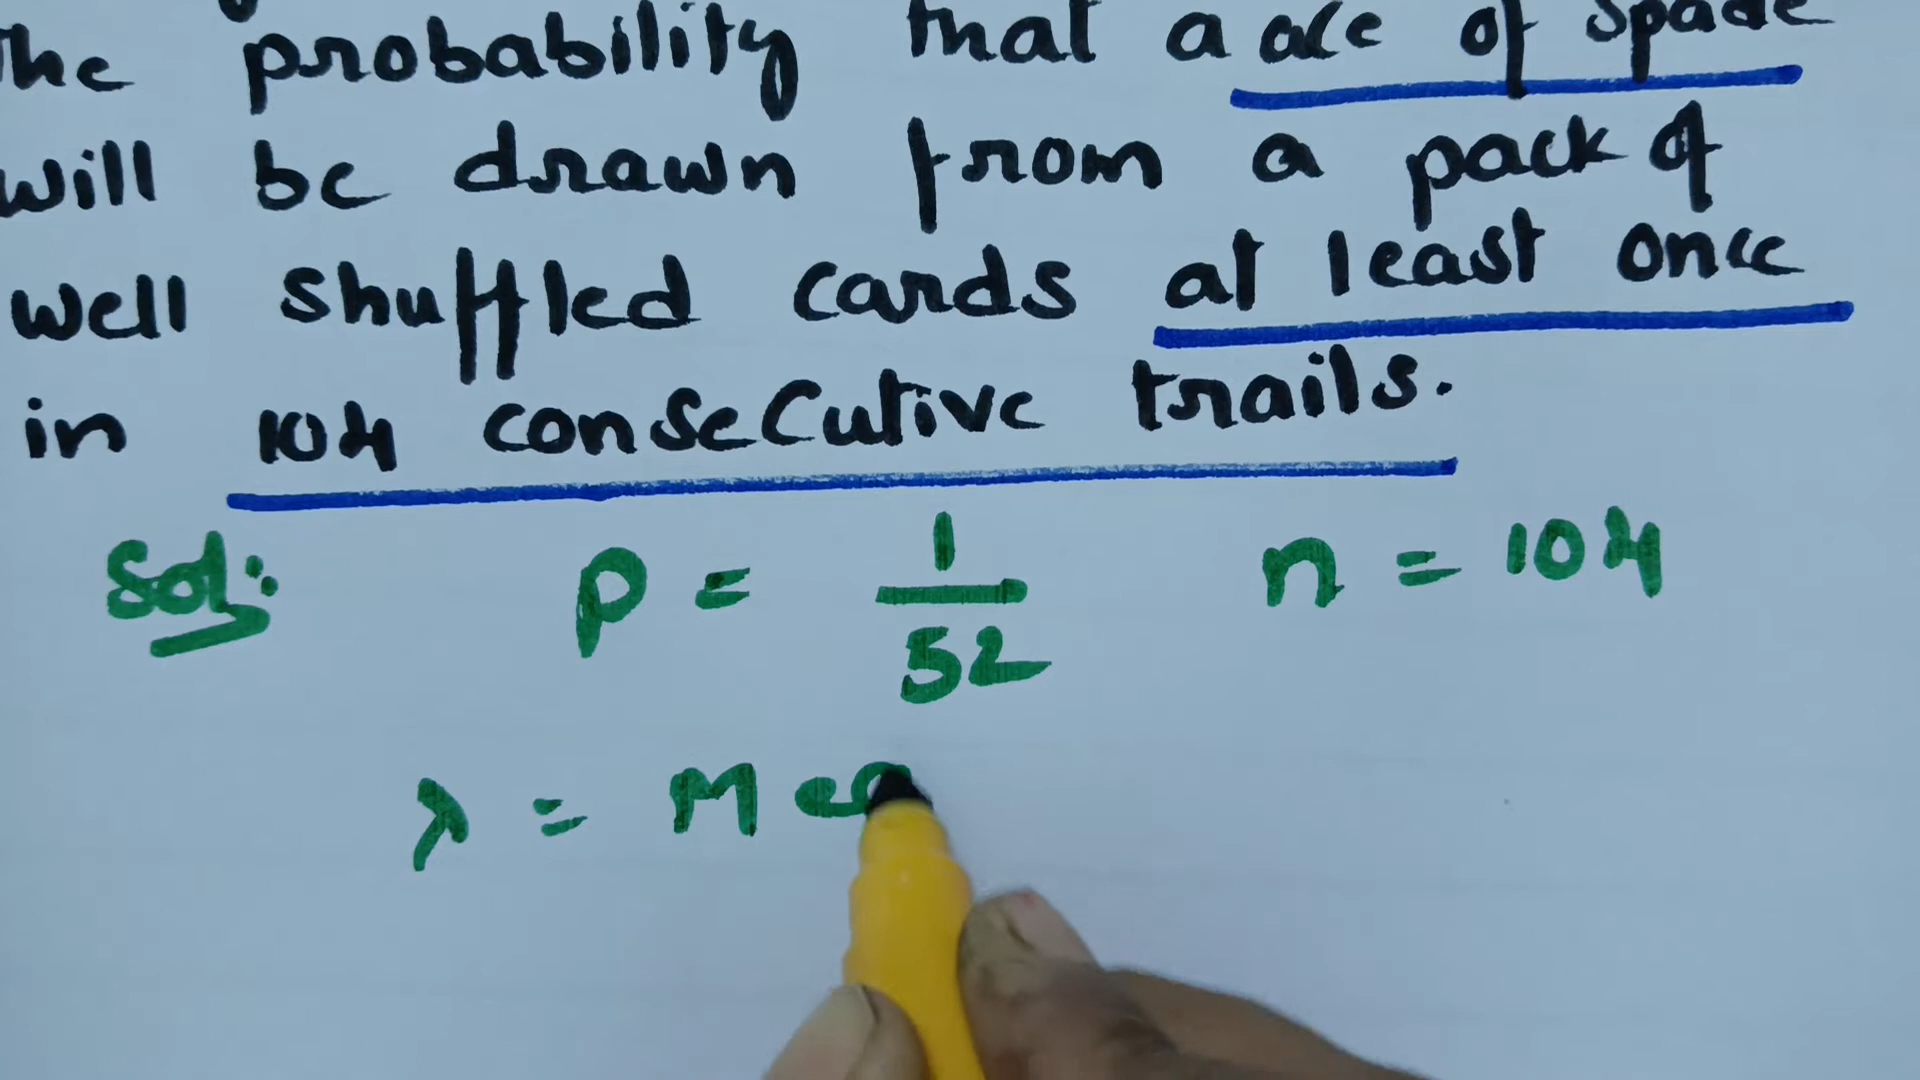 the probability that a ace of spade
will be drawn from a pack of
well shuffled cards at least once
in 104 consecutive trails.
Sol: p = 1/52 n = 104
λ = Mea